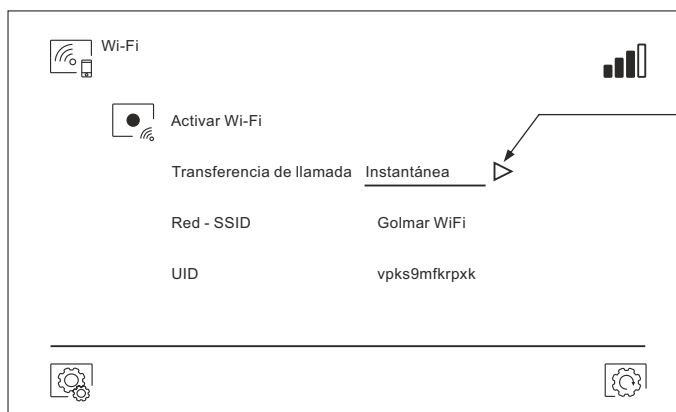 Wi-Fi
Activar Wi-Fi
Transferencia de llamada Instantánea
Red - SSID Golmar WiFi
UID vpks9mfkrpxk